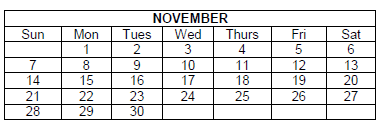 NOVEMBER
Sun Mon Tues Wed Thurs Fri Sat
1 2 3 4 5 6
7 8 9 10 11 12 13
14 15 16 17 18 19 20
21 22 23 24 25 26 27
28 29 30